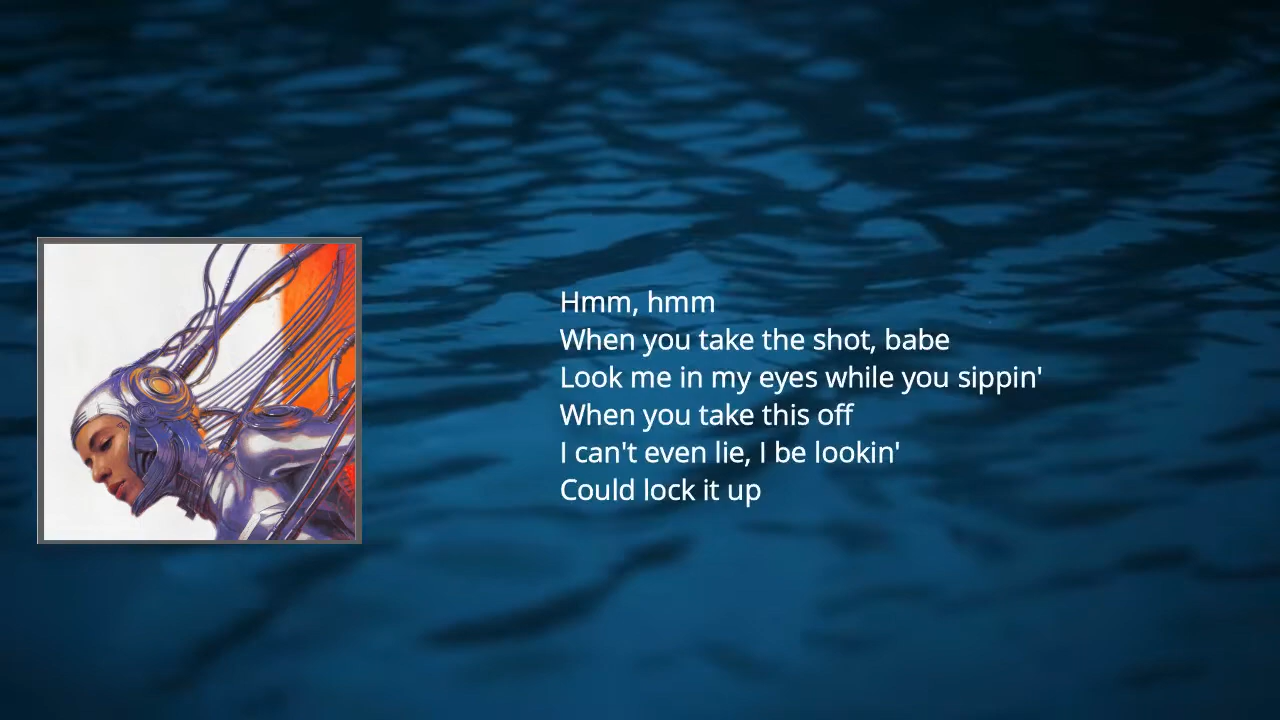 Hmm, hmm
When you take the shot, babe
Look me in my eyes while you sippin'
When you take this off
I can't even lie, I be lookin'
Could lock it up